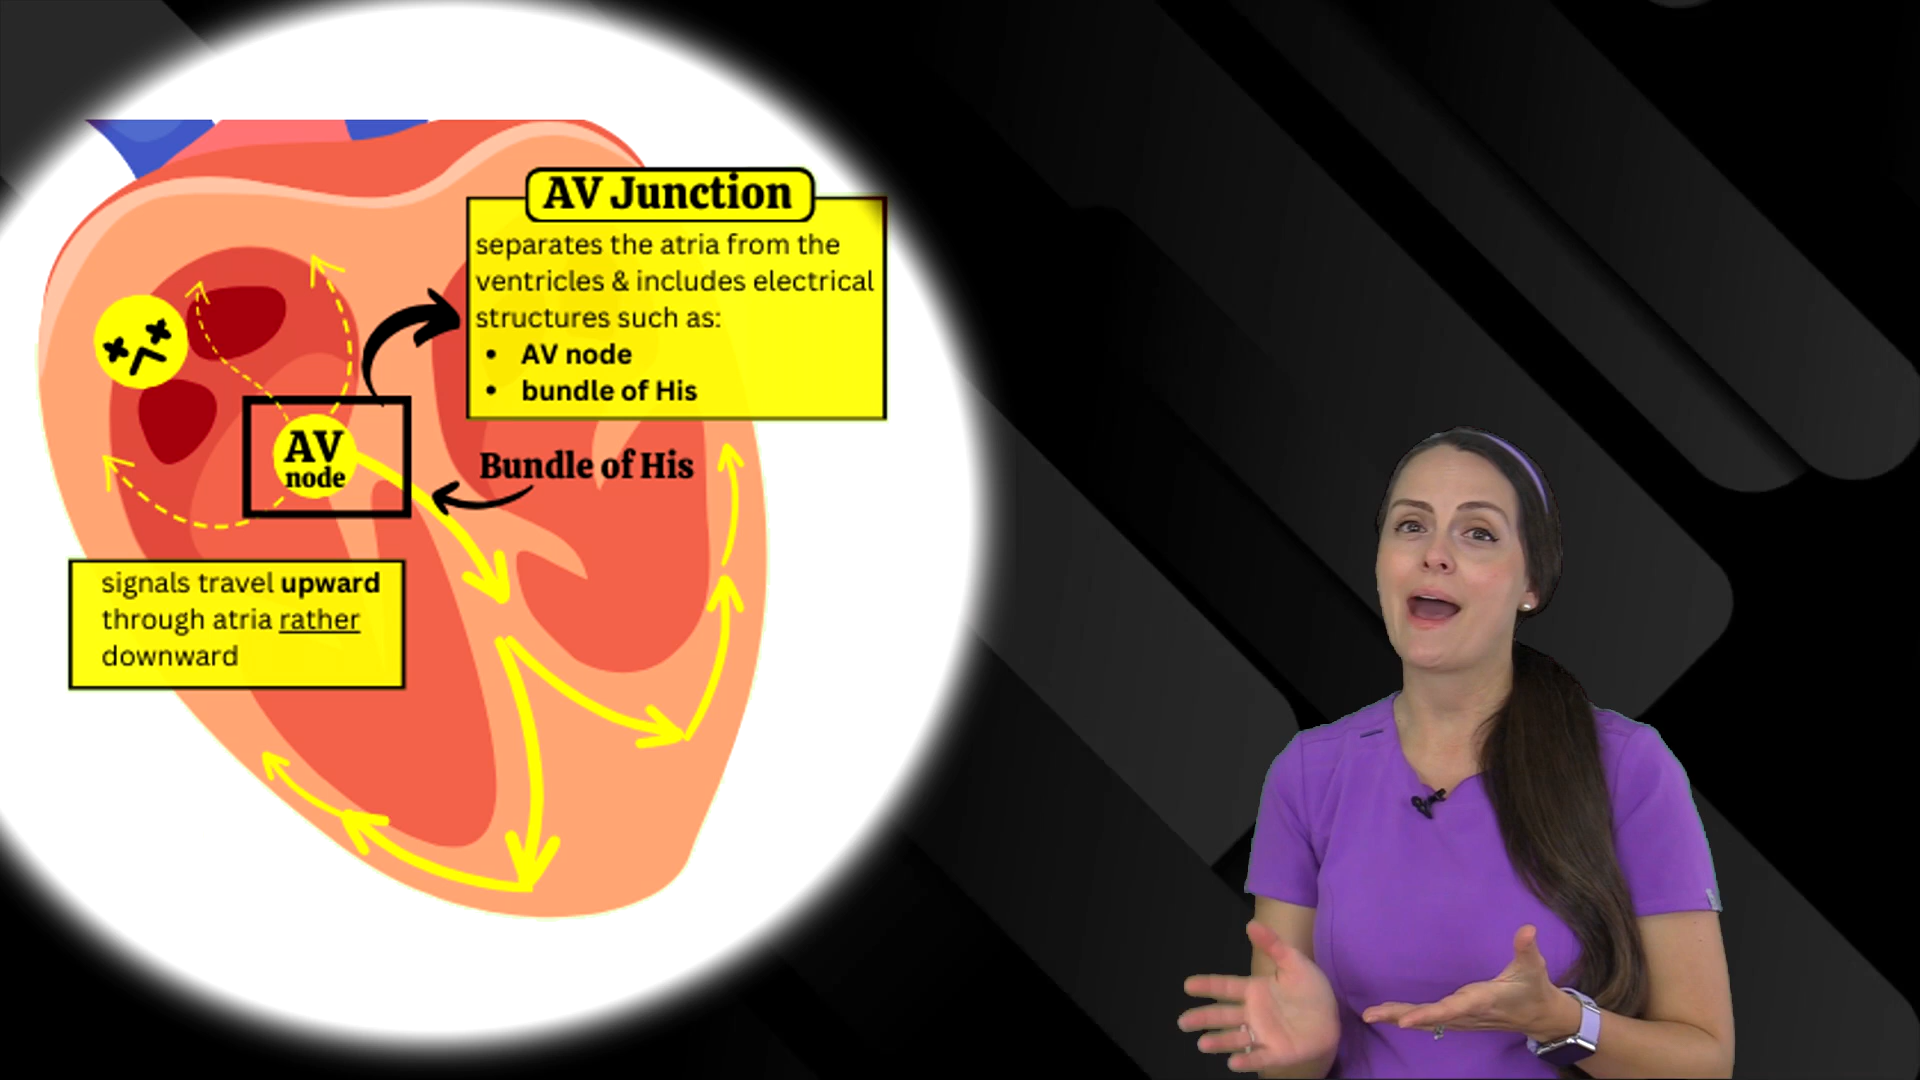 AV Junction
separates the atria from the
ventricles & includes electrical
structures such as:
• AV node
• bundle of His
AV
node
Bundle of His
signals travel upward
through atria rather
downward